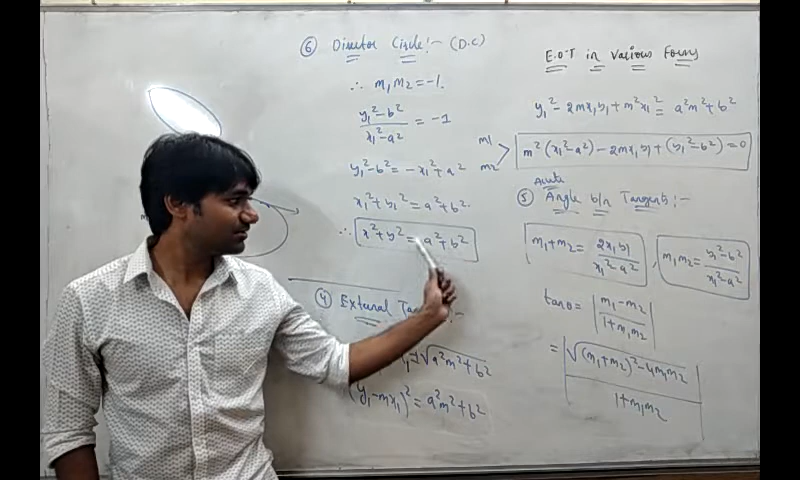 ⑥ Director Circle:- (D.C)
∴ m₁m₂=-1.
y₁²-b²/x₁²-a² = -1
y₁²-b² = -x₁²+a²
x₁²+y₁² = a²+b².
∴ x²+y² = a²+b²
④ External
±√a²m²+b²
(y₁-mx₁)² = a²m²+b²
E.O.T in Various Forms
y₁² - 2mx₁y₁ + m²x₁² = a²m²+b²
m1
m2
m²(x₁²-a²) - 2mx₁y₁ + (y₁²-b²) = 0
Acute
⑤ Angle b/n Tangents:-
m₁+m₂ = 2x₁y₁/x₁²-a² , m₁m₂ = y₁²-b²/x₁²-a²
tanθ = |m₁-m₂/1+m₁m₂|
= |√(m₁+m₂)²-4m₁m₂/1+m₁m₂|